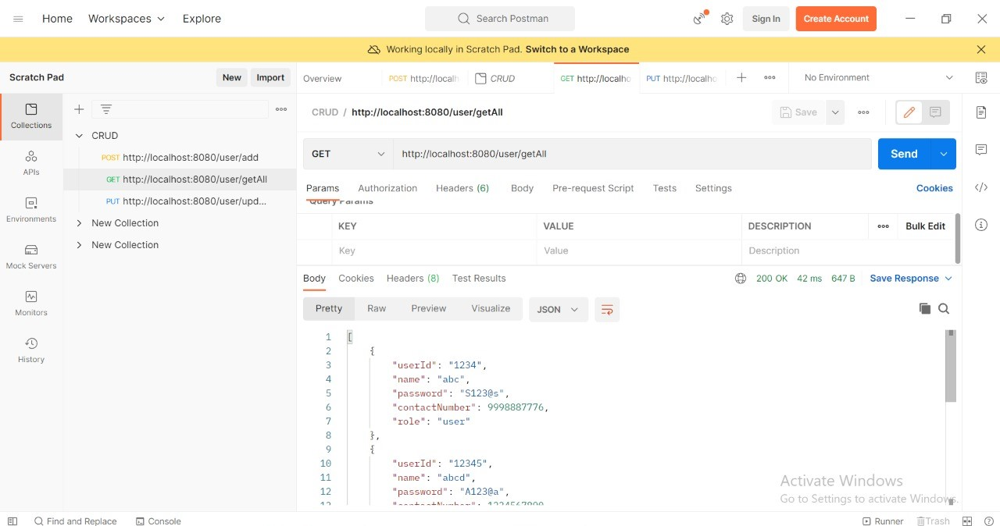 Home Workspaces Explore Search Postman Sign In Create Account
Working locally in Scratch Pad. Switch to a Workspace
Scratch Pad New Import Overview POST http://localh CRUD GET http://localho PUT http://localho No Environment
Collections
APIs
Environments
Mock Servers
Monitors
History
CRUD
POST http://localhost:8080/user/add
GET http://localhost:8080/user/getAll
PUT http://localhost:8080/user/upd...
New Collection
New Collection
CRUD / http://localhost:8080/user/getAll Save
GET http://localhost:8080/user/getAll Send
Params Authorization Headers (6) Body Pre-request Script Tests Settings Cookies
Query Params
KEY VALUE DESCRIPTION Bulk Edit
Key Value Description
Body Cookies Headers (8) Test Results 200 OK 42 ms 647 B Save Response
Pretty Raw Preview Visualize JSON
1 [
2 {
3 "userId": "1234",
4 "name": "abc",
5 "password": "S123@s",
6 "contactNumber": 9998887776,
7 "role": "user"
8 },
9 {
10 "userId": "12345",
11 "name": "abcd",
12 "password": "A123@a",
13 "contactNumber": 1234567890
Activate Windows
Go to Settings to activate Windows.
Find and Replace Console Runner Trash